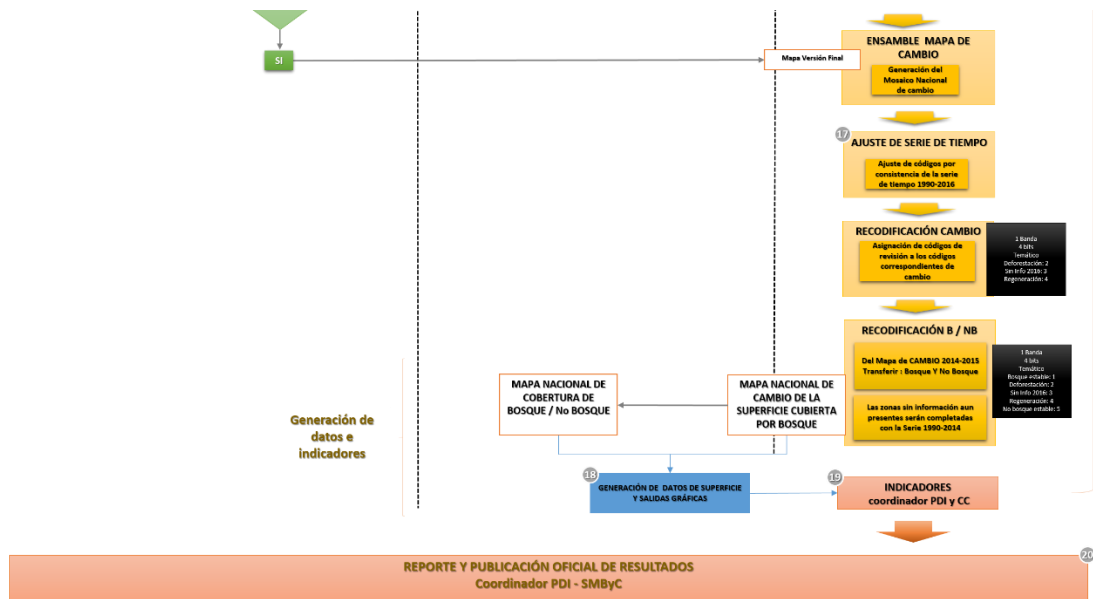 SI
Mapa Versión Final
ENSAMBLE MAPA DE
CAMBIO
Generación del
Mosaico Nacional
de cambio
17
AJUSTE DE SERIE DE TIEMPO
Ajuste de códigos por
consistencia de la serie
de tiempo 1990-2016
RECODIFICACIÓN CAMBIO
Asignación de códigos de
revisión a los códigos
correspondientes de
cambio
1 Banda
4 bits
Temático
Deforestación: 2
Sin Info 2016: 3
Regeneración: 4
RECODIFICACIÓN B / NB
Del Mapa de CAMBIO 2014-2015
Transferir : Bosque Y No Bosque
Las zonas sin información aun
presentes serán completadas
con la Serie 1990-2014
1 Banda
4 bits
Temático
Bosque estable: 1
Deforestación: 2
Sin Info 2016: 3
Regeneración: 4
No bosque estable: 5
MAPA NACIONAL DE
COBERTURA DE
BOSQUE / No BOSQUE
MAPA NACIONAL DE
CAMBIO DE LA
SUPERFICIE CUBIERTA
POR BOSQUE
Generación de
datos e
indicadores
18
GENERACIÓN DE DATOS DE SUPERFICIE
Y SALIDAS GRÁFICAS
19
INDICADORES
coordinador PDI y CC
20
REPORTE Y PUBLICACIÓN OFICIAL DE RESULTADOS
Coordinador PDI - SMByC